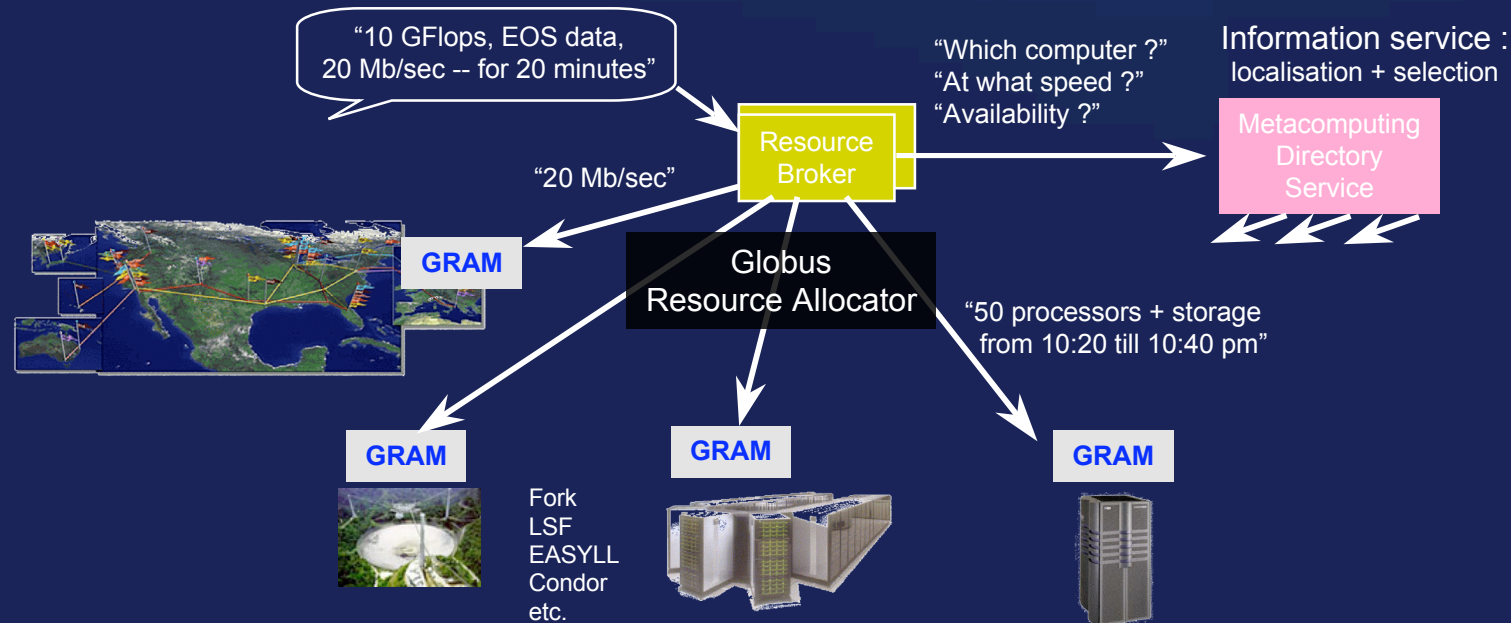 “10 GFlops, EOS data,
20 Mb/sec -- for 20 minutes”
“Which computer ?”
“At what speed ?”
“Availability ?”
Information service :
localisation + selection
Resource
Broker
Metacomputing
Directory
Service
“20 Mb/sec”
GRAM
Globus
Resource Allocator
“50 processors + storage
from 10:20 till 10:40 pm”
GRAM
GRAM
GRAM
Fork
LSF
EASYLL
Condor
etc.